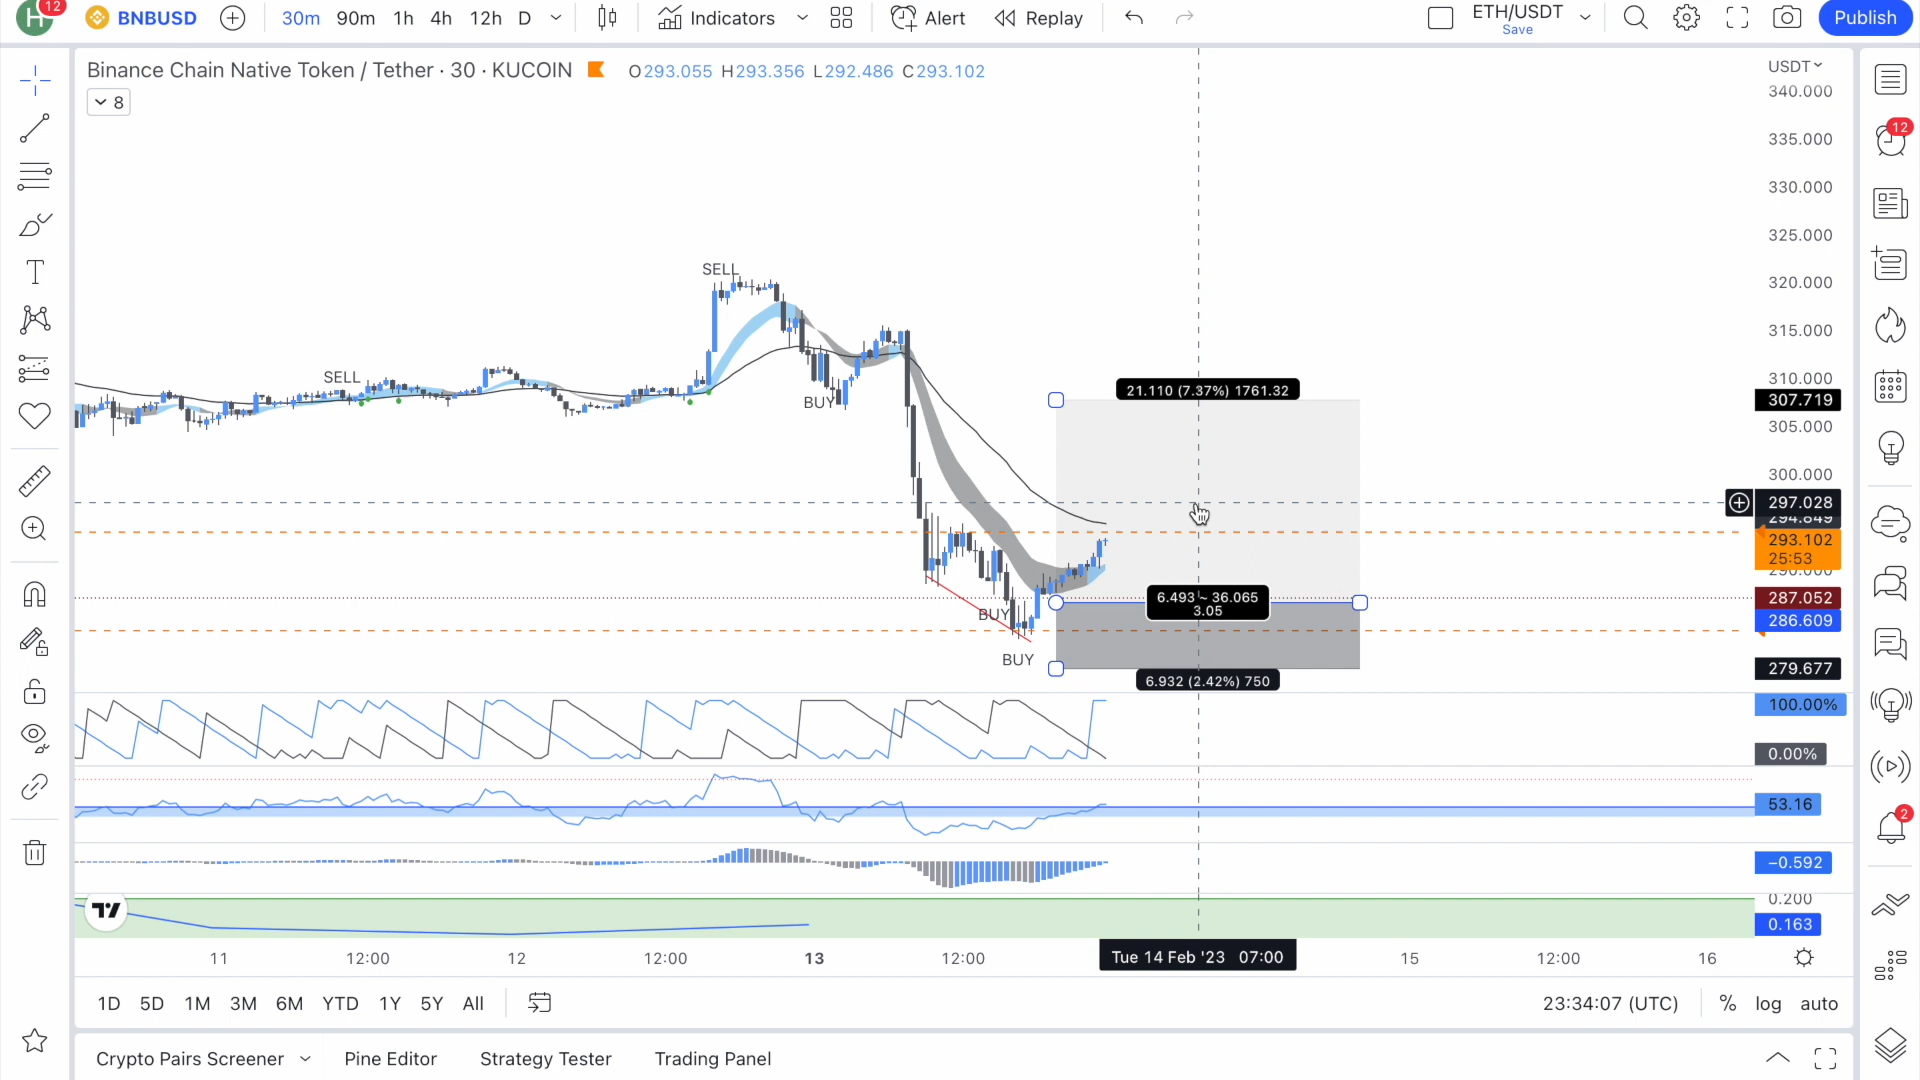 H 12 BNBUSD 30m 90m 1h 4h 12h D Indicators Alert Replay ETH/USDT Publish
Save
Binance Chain Native Token / Tether · 30 · KUCOIN O293.055 H293.356 L292.486 C293.102
8
USDT
340.000
335.000
330.000
325.000
320.000
315.000
310.000
307.719
305.000
300.000
297.028
294.849
293.102
25:53
290.000
287.052
286.609
279.677
12
SELL
SELL
BUY
BUY
BUY
21.110 (7.37%) 1761.32
6.493 ~ 36.065
3.05
6.932 (2.42%) 750
100.00%
0.00%
53.16
−0.592
0.200
0.163
2
11 12:00 12 12:00 13 12:00 Tue 14 Feb '23 07:00 15 12:00 16
1D 5D 1M 3M 6M YTD 1Y 5Y All 23:34:07 (UTC) % log auto
Crypto Pairs Screener Pine Editor Strategy Tester Trading Panel